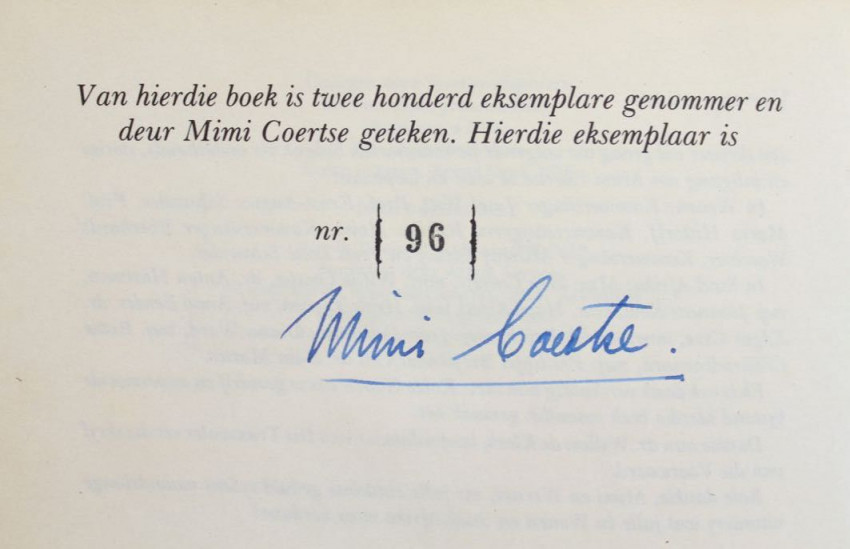 Van hierdie boek is twee honderd eksemplare genommer en
deur Mimi Coertse geteken. Hierdie eksemplaar is
nr. 96
Mimi Coertse.